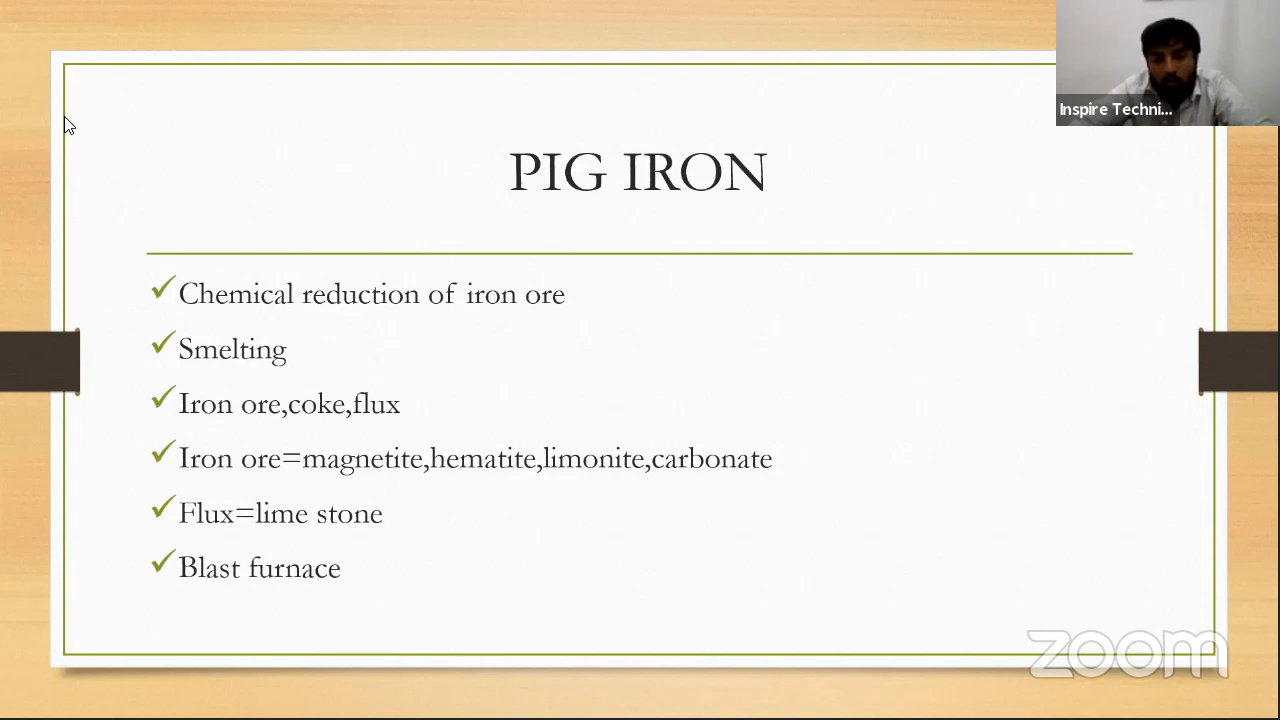 Inspire Techni...
PIG IRON
Chemical reduction of iron ore
Smelting
Iron ore,coke,flux
Iron ore=magnetite,hematite,limonite,carbonate
Flux=lime stone
Blast furnace
zoom